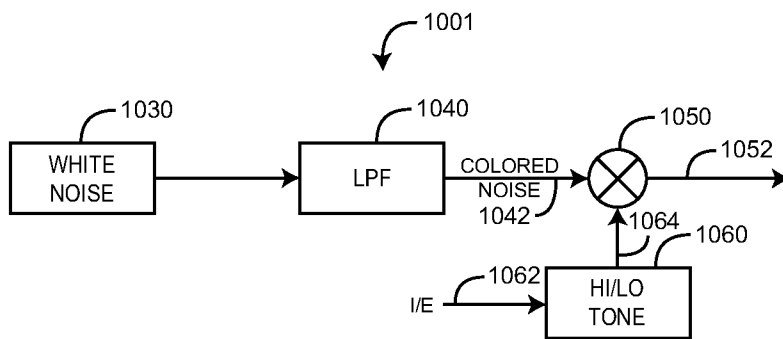 1001
1030
1040
1050
WHITE
NOISE
LPF
COLORED
NOISE
1042
1052
1064
1060
1062
I/E
HI/LO
TONE